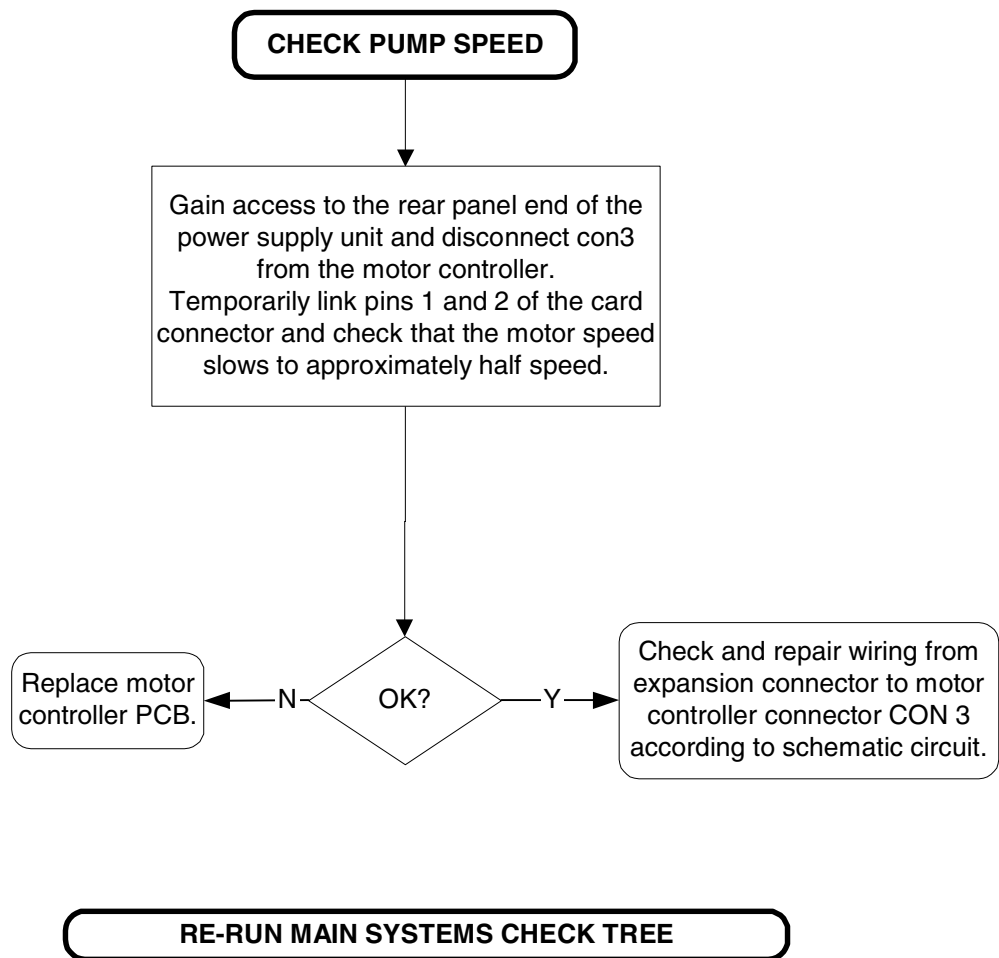 CHECK PUMP SPEED
Gain access to the rear panel end of the
power supply unit and disconnect con3
from the motor controller.
Temporarily link pins 1 and 2 of the card
connector and check that the motor speed
slows to approximately half speed.
Replace motor
controller PCB.
N
OK?
Y
Check and repair wiring from
expansion connector to motor
controller connector CON 3
according to schematic circuit.
RE-RUN MAIN SYSTEMS CHECK TREE